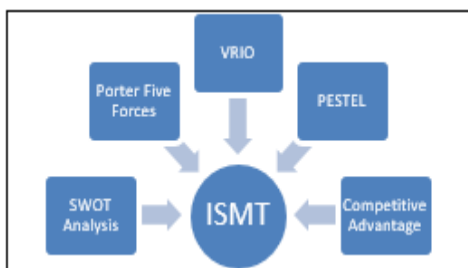 VRIO
Porter Five
Forces
PESTEL
SWOT
Analysis
ISMT
Competitive
Advantage